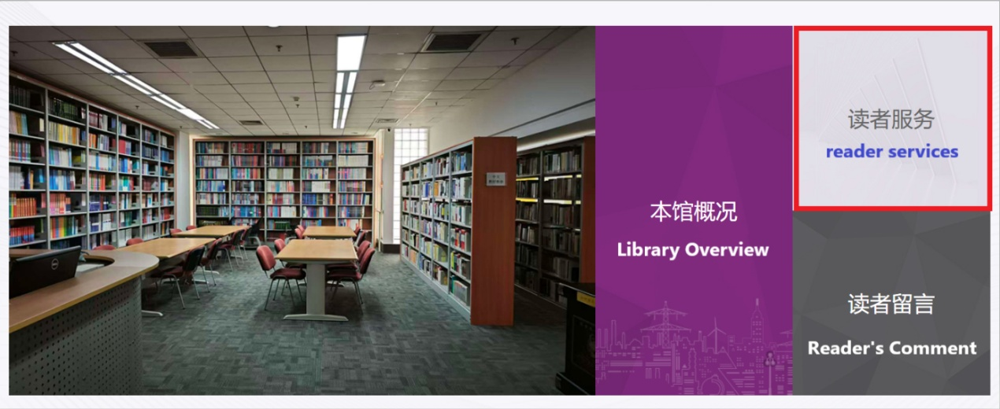 本馆概况
Library Overview
读者服务
reader services
读者留言
Reader's Comment